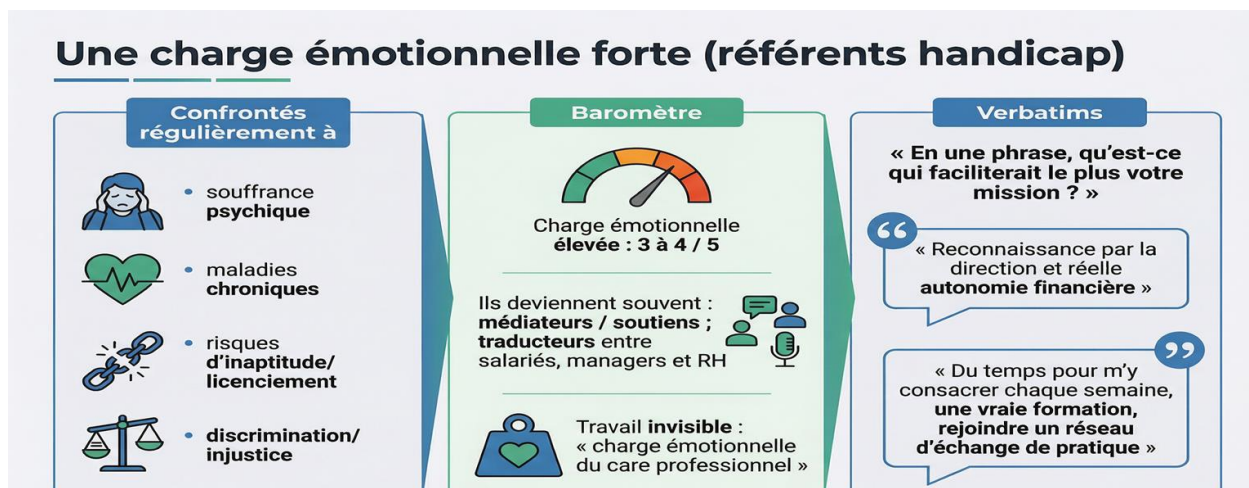 Une charge émotionnelle forte (référents handicap)
Confrontés
régulièrement à
• souffrance
psychique
• maladies
chroniques
• risques
d’inaptitude/
licenciement
• discrimination/
injustice
Baromètre
Charge émotionnelle
élevée : 3 à 4 / 5
Ils deviennent souvent :
médiateurs / soutiens ;
traducteurs entre
salariés, managers et RH
Travail invisible :
« charge émotionnelle
du care professionnel »
Verbatims
« En une phrase, qu’est-ce
qui faciliterait le plus votre
mission ? »
« Reconnaissance par la
direction et réelle
autonomie financière »
« Du temps pour m’y
consacrer chaque semaine,
une vraie formation,
rejoindre un réseau
d’échange de pratique »